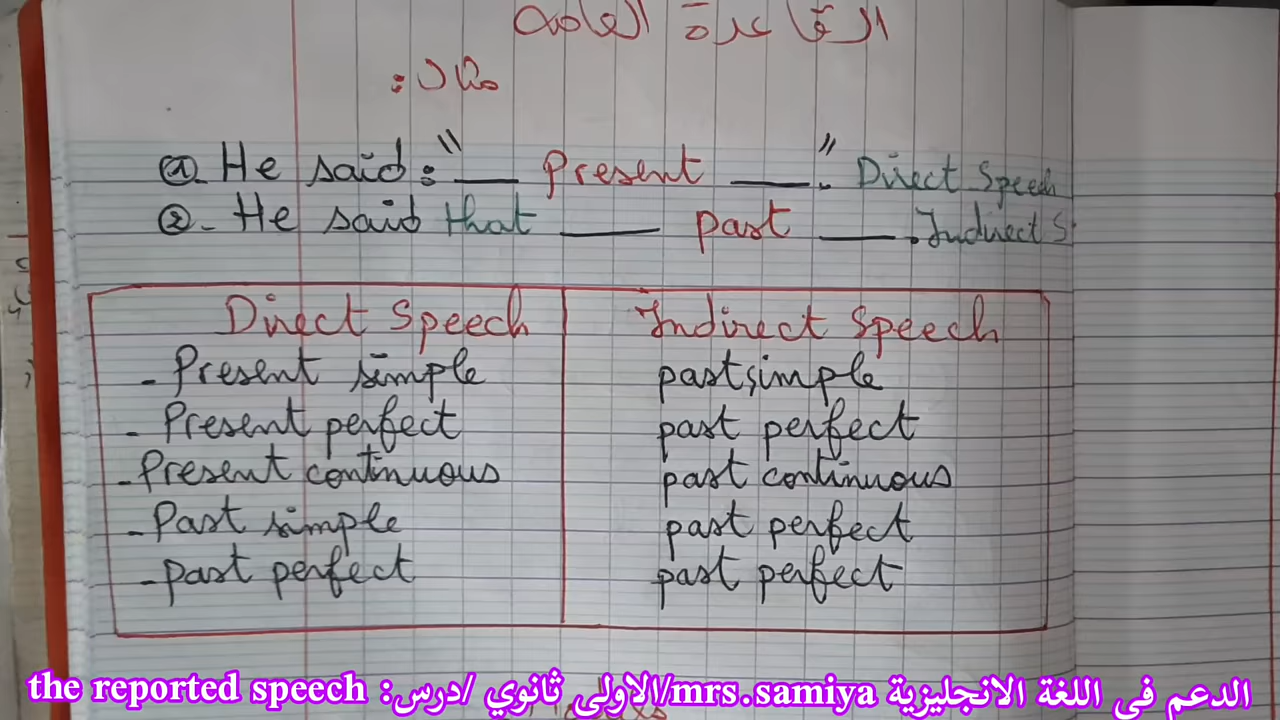 القاعدة العامة
مثال :
①. He said : "___ Present ___". Direct Speech
②. He said that ___ past ___. Indirect S
Direct Speech Indirect Speech
- Present simple past simple
- Present perfect past perfect
- Present continuous past continuous
- Past simple past perfect
- past perfect past perfect
الدعم في اللغة الانجليزية mrs.samiya/الاولى ثانوي /درس: the reported speech